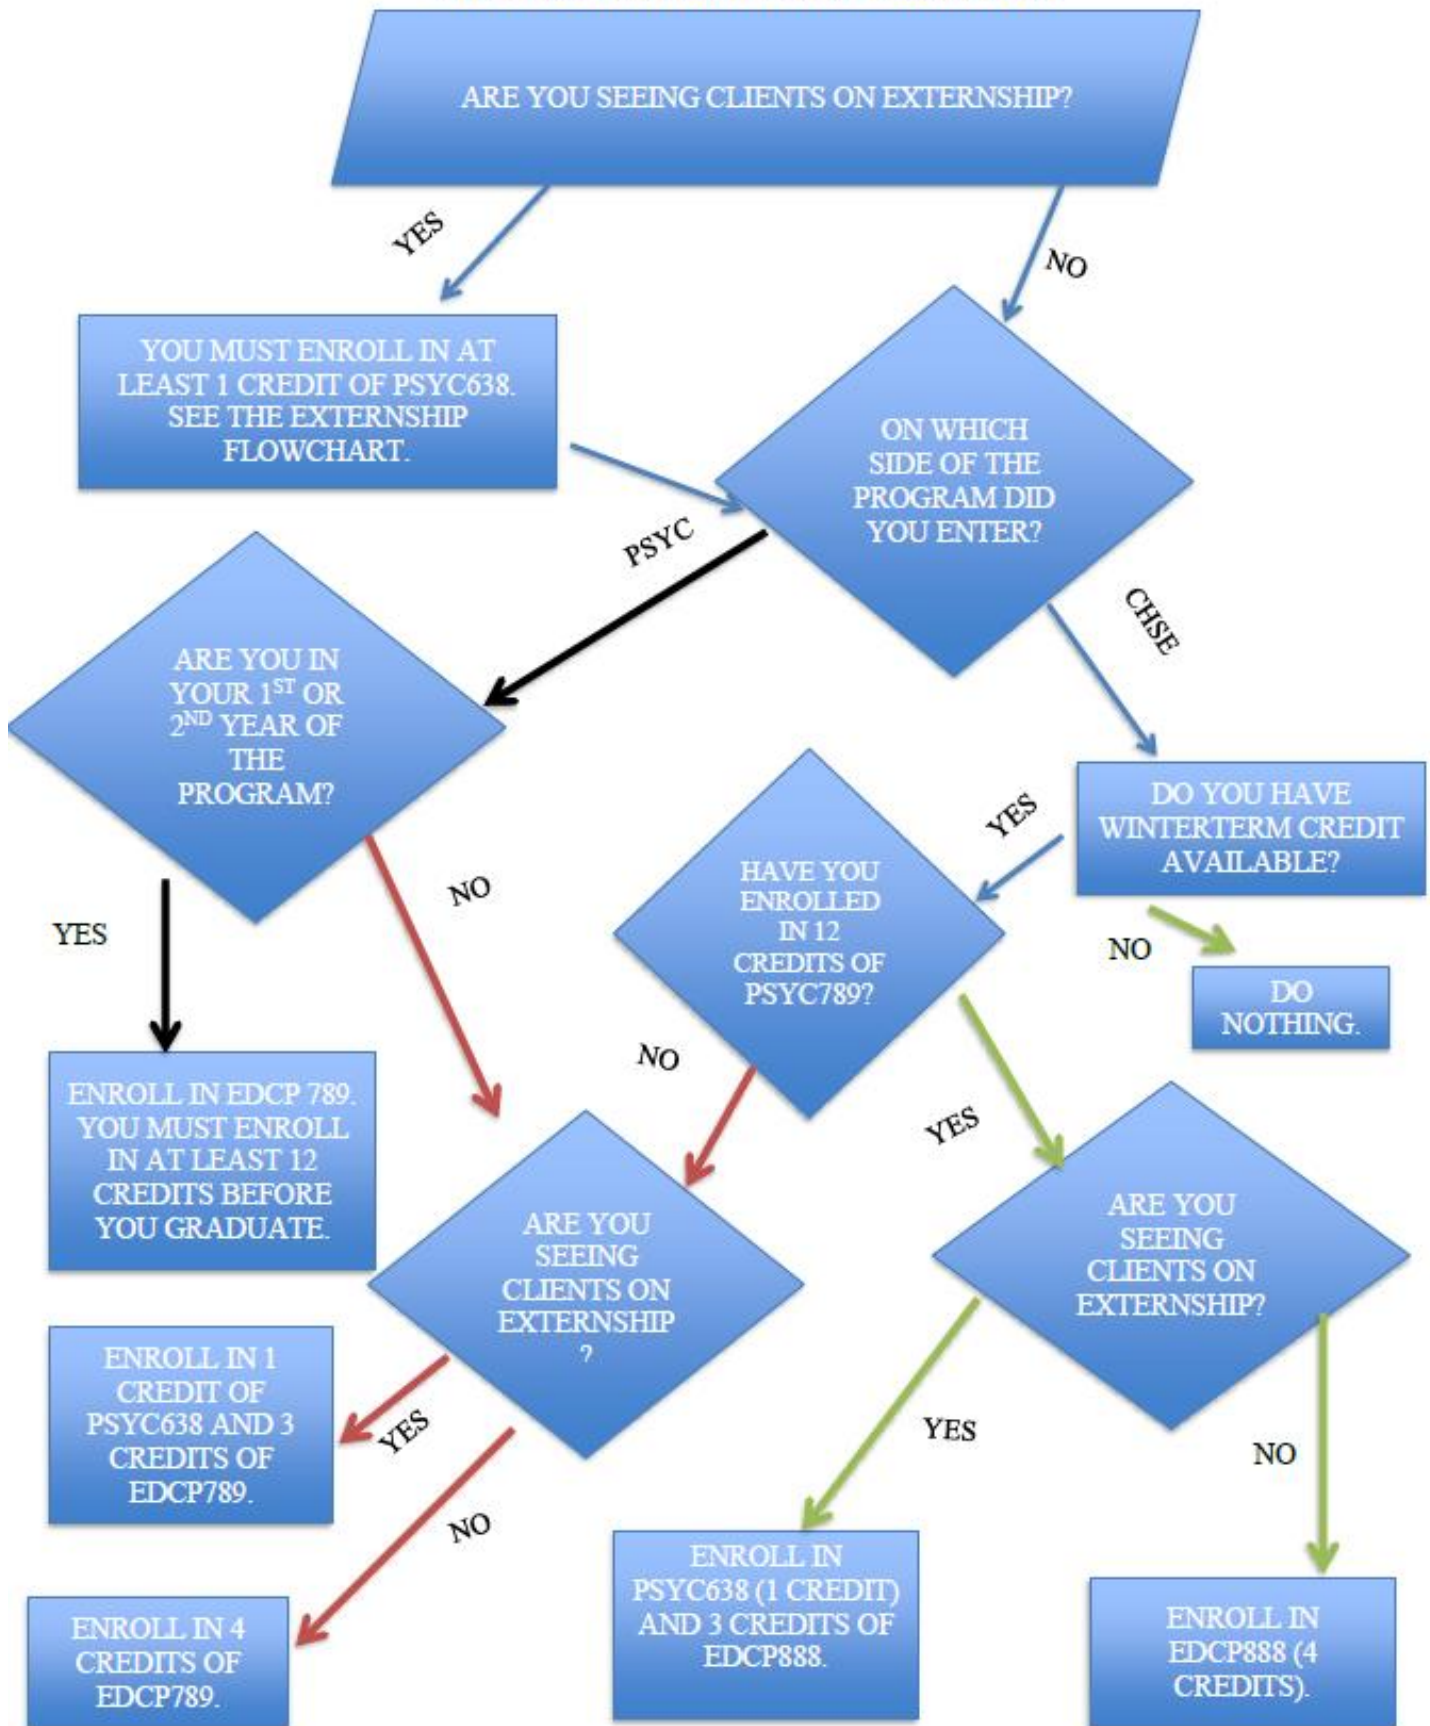 ARE YOU SEEING CLIENTS ON EXTERNSHIP?
YES
NO
YOU MUST ENROLL IN AT
LEAST 1 CREDIT OF PSYC638.
SEE THE EXTERNSHIP
FLOWCHART.
ON WHICH
SIDE OF THE
PROGRAM DID
YOU ENTER?
PSYC
CHSE
ARE YOU IN
YOUR 1ST OR
2ND YEAR OF
THE
PROGRAM?
DO YOU HAVE
WINTERTERM CREDIT
AVAILABLE?
YES
HAVE YOU
ENROLLED
IN 12
CREDITS OF
PSYC789?
NO
YES
NO
DO
NOTHING.
NO
YES
ENROLL IN EDCP 789.
YOU MUST ENROLL
IN AT LEAST 12
CREDITS BEFORE
YOU GRADUATE.
ARE YOU
SEEING
CLIENTS ON
EXTERNSHIP
?
ARE YOU
SEEING
CLIENTS ON
EXTERNSHIP?
ENROLL IN 1
CREDIT OF
PSYC638 AND 3
CREDITS OF
EDCP789.
YES
NO
YES
NO
ENROLL IN 4
CREDITS OF
EDCP789.
ENROLL IN
PSYC638 (1 CREDIT)
AND 3 CREDITS OF
EDCP888.
ENROLL IN
EDCP888 (4
CREDITS).